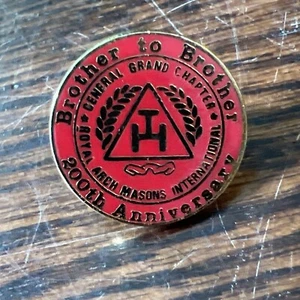 Brother to Brother
GENERAL GRAND CHAPTER
ROYAL ARCH MASONS INTERNATIONAL
200th Anniversary